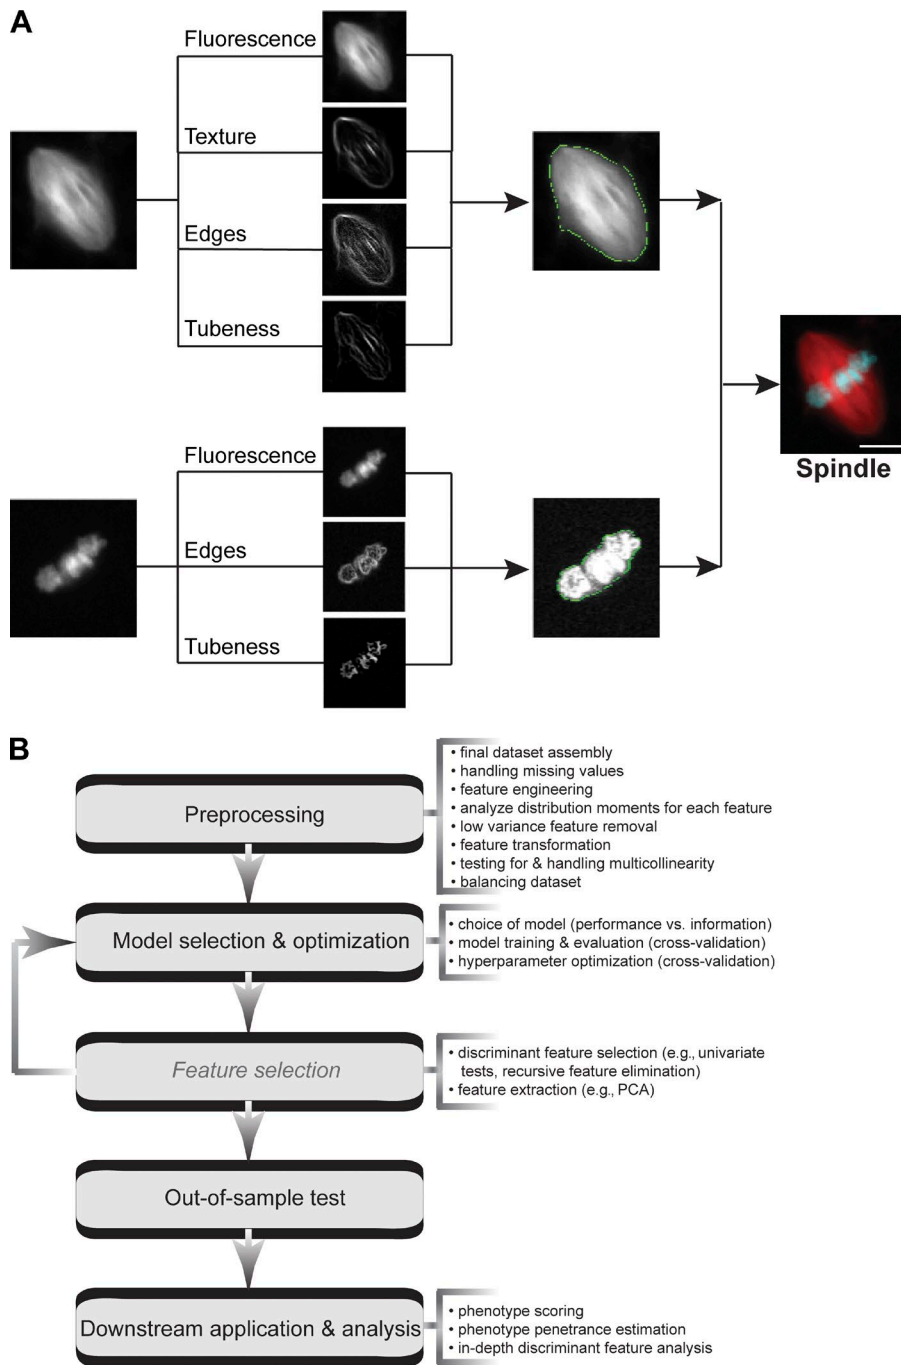 A
Fluorescence
Texture
Edges
Tubeness
Spindle
Fluorescence
Edges
Tubeness
B
Preprocessing
• final dataset assembly
• handling missing values
• feature engineering
• analyze distribution moments for each feature
• low variance feature removal
• feature transformation
• testing for & handling multicollinearity
• balancing dataset
Model selection & optimization
• choice of model (performance vs. information)
• model training & evaluation (cross-validation)
• hyperparameter optimization (cross-validation)
Feature selection
• discriminant feature selection (e.g., univariate
tests, recursive feature elimination)
• feature extraction (e.g., PCA)
Out-of-sample test
Downstream application & analysis
• phenotype scoring
• phenotype penetrance estimation
• in-depth discriminant feature analysis